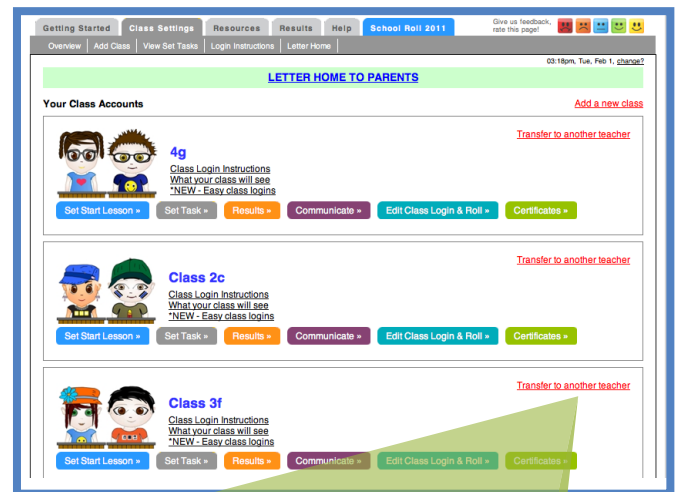 Getting Started Class Settings Resources Results Help School Roll 2011 Give us feedback,
rate this page!
Overview Add Class View Set Tasks Login Instructions Letter Home
03:18pm, Tue, Feb 1, change?
LETTER HOME TO PARENTS
Your Class Accounts Add a new class
Transfer to another teacher
4g
Class Login Instructions
What your class will see
*NEW - Easy class logins
Set Start Lesson » Set Task » Results » Communicate » Edit Class Login & Roll » Certificates »
Transfer to another teacher
Class 2c
Class Login Instructions
What your class will see
*NEW - Easy class logins
Set Start Lesson » Set Task » Results » Communicate » Edit Class Login & Roll » Certificates »
Transfer to another teacher
Class 3f
Class Login Instructions
What your class will see
*NEW - Easy class logins
Set Start Lesson » Set Task » Results » Communicate » Edit Class Login & Roll » Certificates »